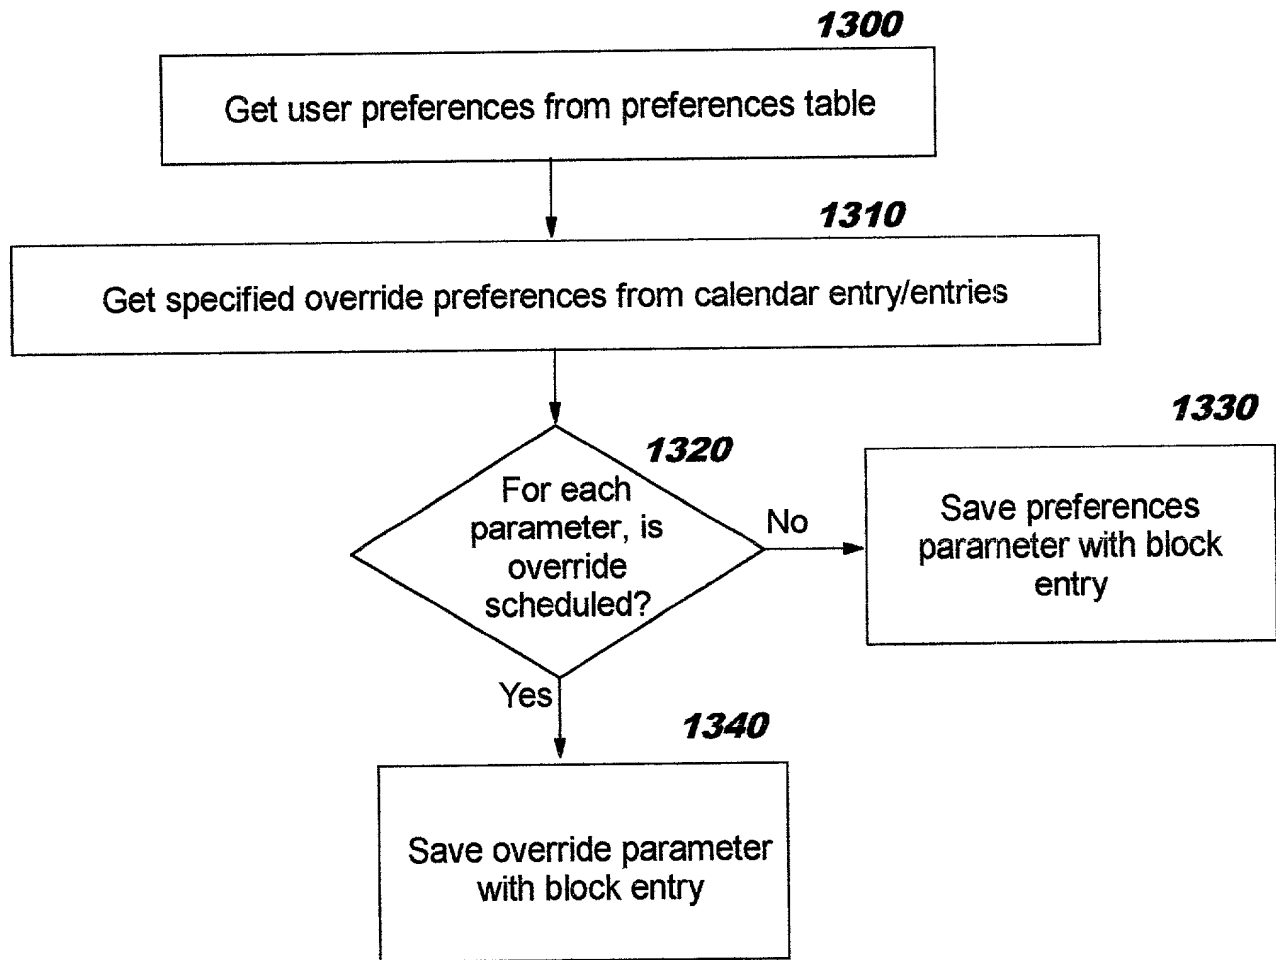 1300
Get user preferences from preferences table
1310
Get specified override preferences from calendar entry/entries
1320
For each
parameter, is
override
scheduled?
No
1330
Save preferences
parameter with block
entry
Yes
1340
Save override parameter
with block entry